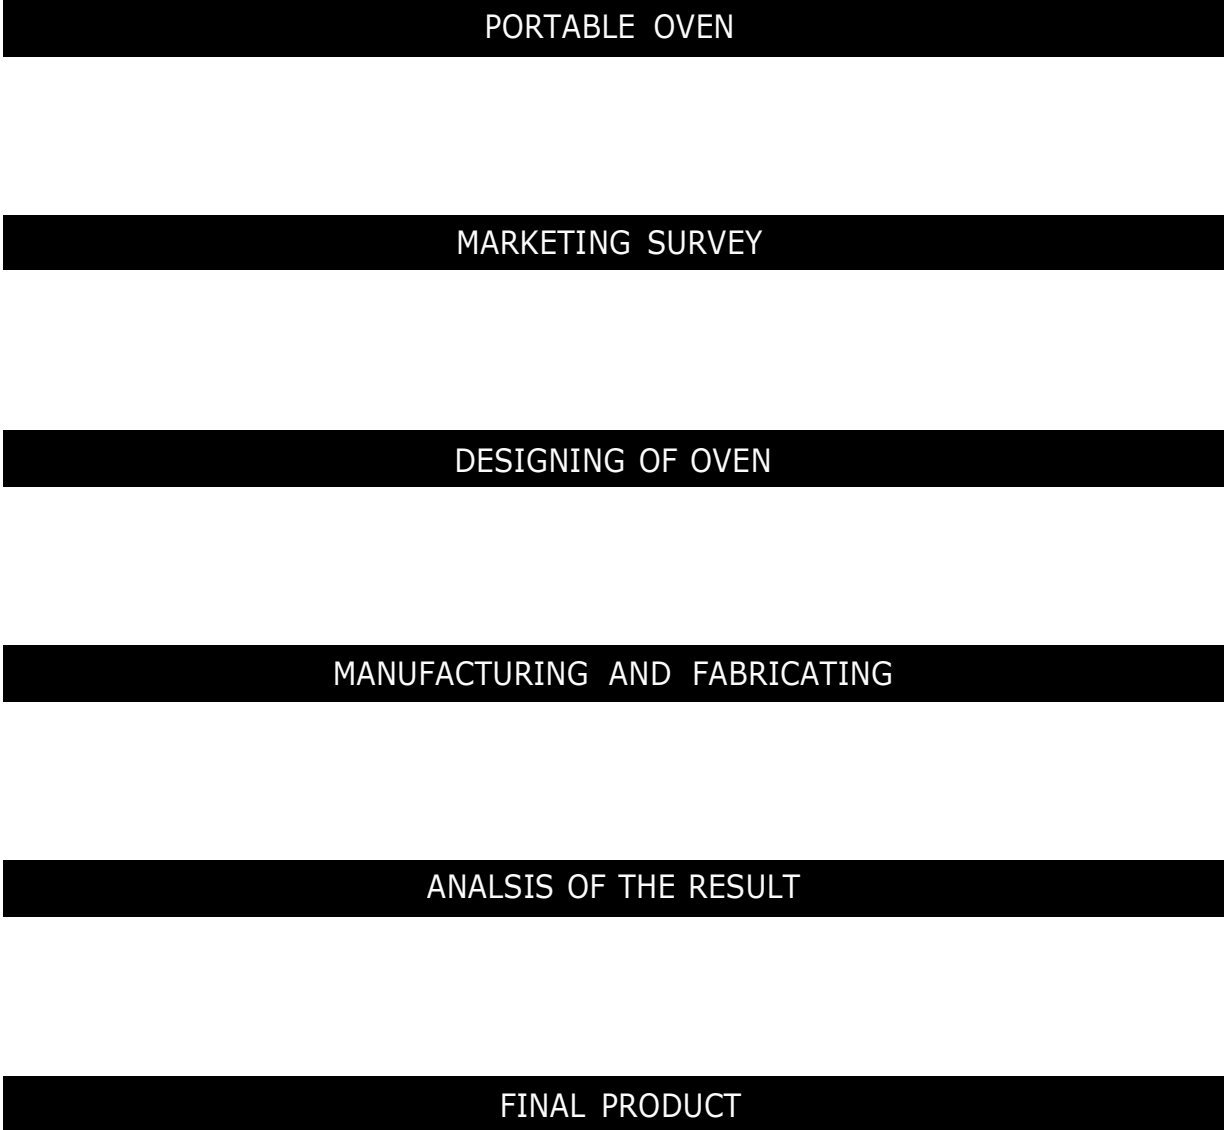 PORTABLE OVEN
MARKETING SURVEY
DESIGNING OF OVEN
MANUFACTURING AND FABRICATING
ANALSIS OF THE RESULT
FINAL PRODUCT